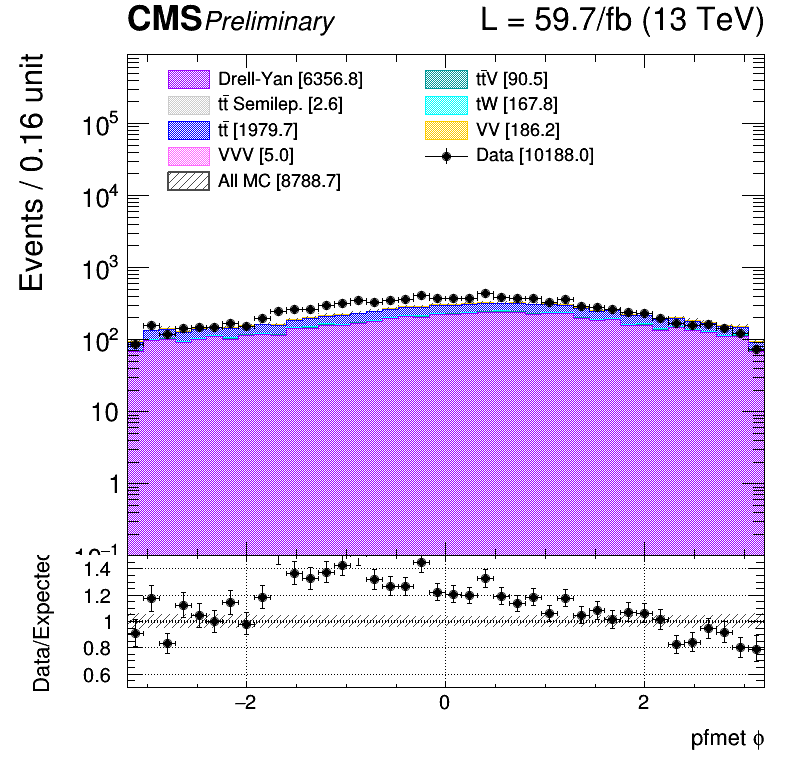 CMS Preliminary L = 59.7/fb (13 TeV)
Events / 0.16 unit
Drell-Yan [6356.8]
tt̄ Semilep. [2.6]
tt̄ [1979.7]
VVV [5.0]
All MC [8788.7]
tt̄V [90.5]
tW [167.8]
VV [186.2]
Data [10188.0]
10⁵
10⁴
10³
10²
10
1
10⁻¹
Data/Expected
1.4
1.2
1
0.8
0.6
−2 0 2
pfmet ϕ